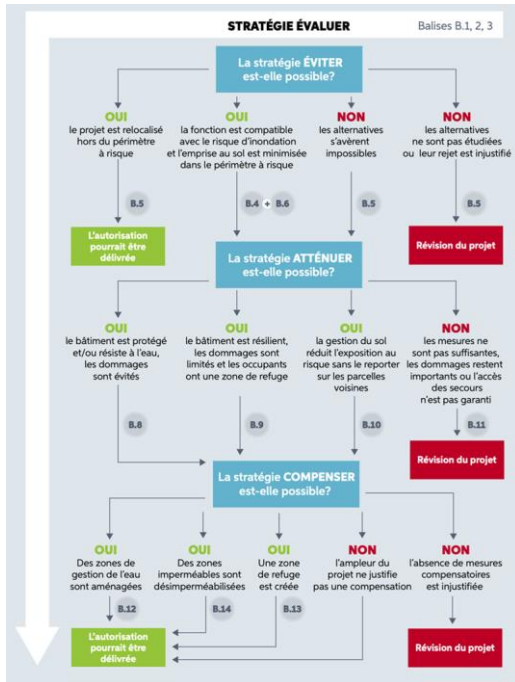 STRATÉGIE ÉVALUER
Balises B.1, 2, 3
La stratégie ÉVITER
est-elle possible?
OUI
le projet est relocalisé
hors du périmètre
à risque
OUI
la fonction est compatible
avec le risque d'inondation
et l'emprise au sol est minimisée
dans le périmètre à risque
NON
les alternatives
s'avèrent
impossibles
NON
les alternatives
ne sont pas étudiées
ou leur rejet est injustifié
B.5
B.4 + B.6
B.5
B.5
L'autorisation
pourrait être
délivrée
Révision du projet
La stratégie ATTÉNUER
est-elle possible?
OUI
le bâtiment est protégé
et/ou résiste à l'eau,
les dommages
sont évités
OUI
le bâtiment est résilient,
les dommages sont
limités et les occupants
ont une zone de refuge
OUI
la gestion du sol
réduit l'exposition au
risque sans le reporter
sur les parcelles
voisines
NON
les mesures ne
sont pas suffisantes,
les dommages restent
importants ou l'accès
des secours
n'est pas garanti
B.8
B.9
B.10
B.11
Révision du projet
La stratégie COMPENSER
est-elle possible?
OUI
Des zones de
gestion de l'eau
sont aménagées
OUI
Des zones
imperméables sont
désimperméabilisées
OUI
Une zone
de refuge
est créée
NON
l'ampleur du
projet ne justifie
pas une compensation
NON
l'absence de mesures
compensatoires
est injustifiée
B.12
B.14
B.13
L'autorisation
pourrait être
délivrée
Révision du projet